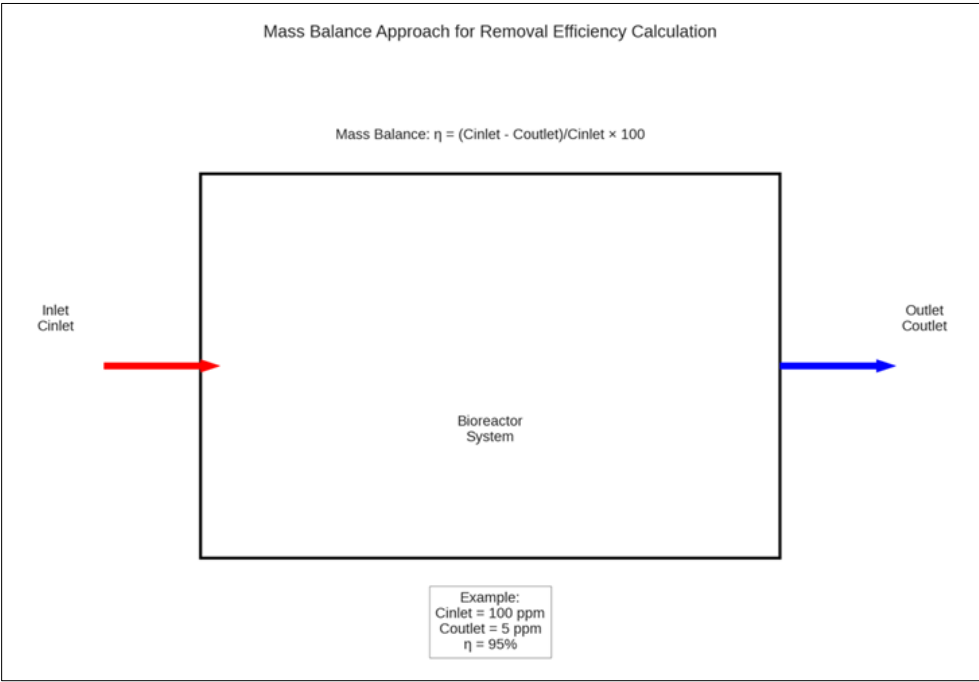 Mass Balance Approach for Removal Efficiency Calculation
Mass Balance: η = (Cinlet - Coutlet)/Cinlet × 100
Inlet
Cinlet
Outlet
Coutlet
Bioreactor
System
Example:
Cinlet = 100 ppm
Coutlet = 5 ppm
η = 95%